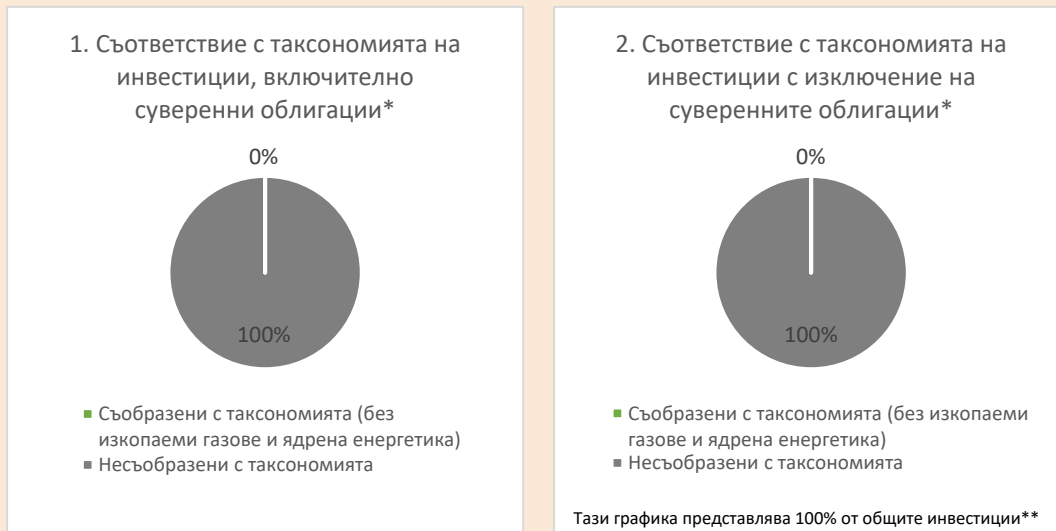 1. Съответствие с таксономията на
инвестиции, включително
суверенни облигации*
0%
100%
■ Съобразени с таксономията (без
изкопаеми газове и ядрена енергетика)
■ Несъобразени с таксономията
2. Съответствие с таксономията на
инвестиции с изключение на
суверенните облигации*
0%
100%
■ Съобразени с таксономията (без изкопаеми
газове и ядрена енергетика)
■ Несъобразени с таксономията
Тази графика представлява 100% от общите инвестиции**